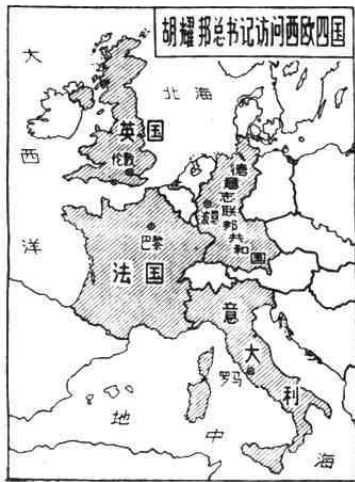 胡耀邦总书记访问西欧四国
大西洋
北海
英国
伦敦
德意志联邦共和国
波恩
巴黎
法国
意大利
罗马
地中海